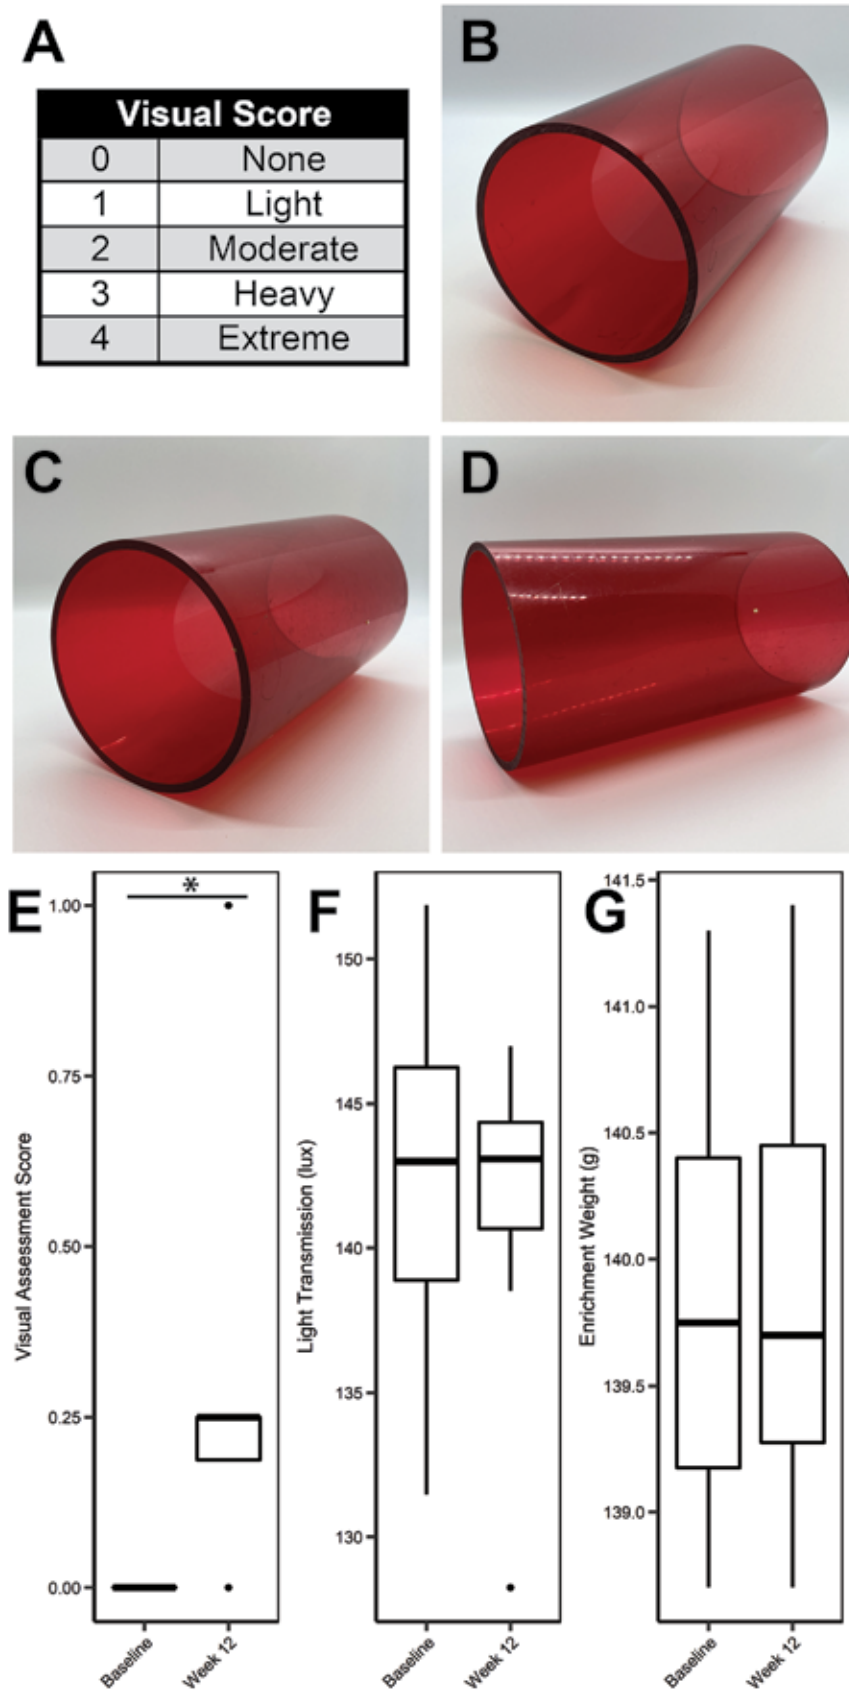 A
Visual Score
0 None
1 Light
2 Moderate
3 Heavy
4 Extreme
B
C
D
E
Visual Assessment Score
1.00
0.75
0.50
0.25
0.00
*
Baseline
Week 12
F
Light Transmission (lux)
150
145
140
135
130
Baseline
Week 12
G
Enrichment Weight (g)
141.5
141.0
140.5
140.0
139.5
139.0
Baseline
Week 12